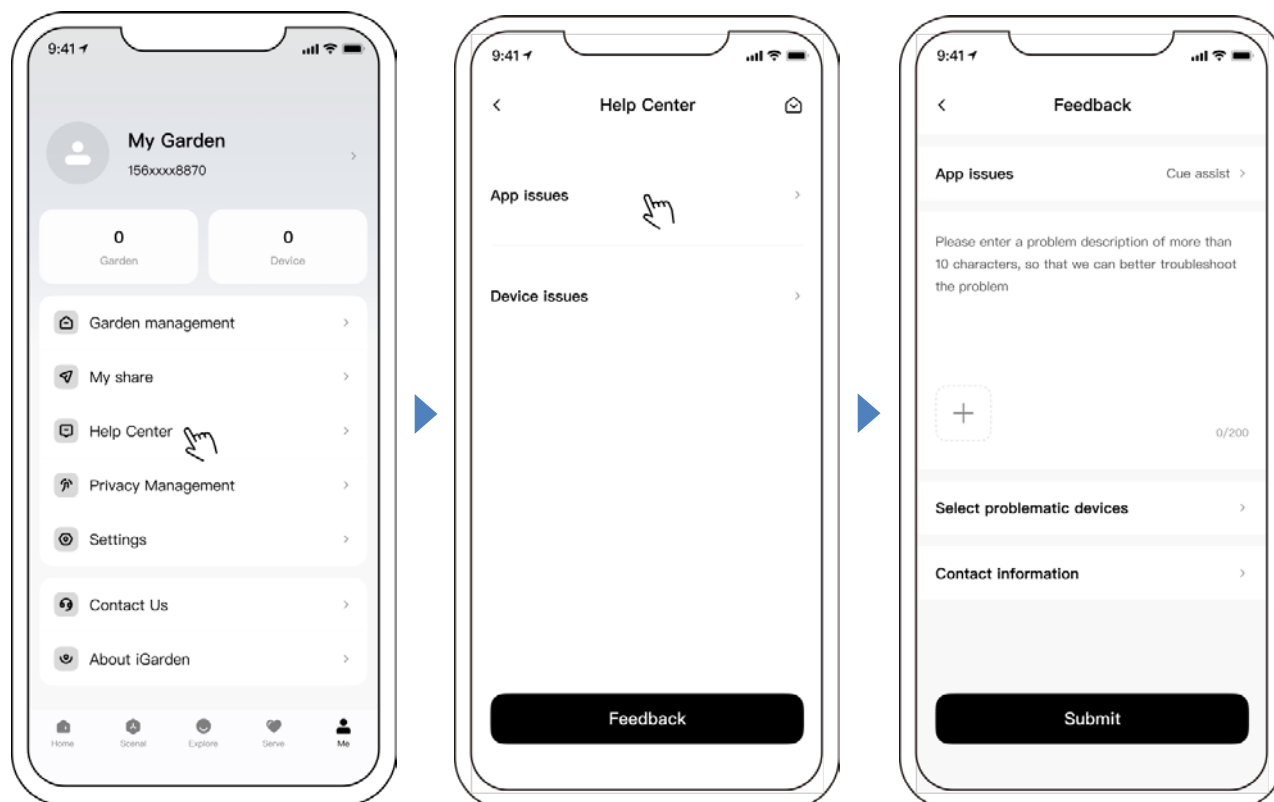 9:41
My Garden
156xxxx8870
0
Garden
0
Device
Garden management
My share
Help Center
Privacy Management
Settings
Contact Us
About iGarden
Home
Scenal
Explore
Serve
Me
9:41
Help Center
App issues
Device issues
Feedback
9:41
Feedback
App issues
Cue assist
Please enter a problem description of more than
10 characters, so that we can better troubleshoot
the problem
0/200
Select problematic devices
Contact information
Submit